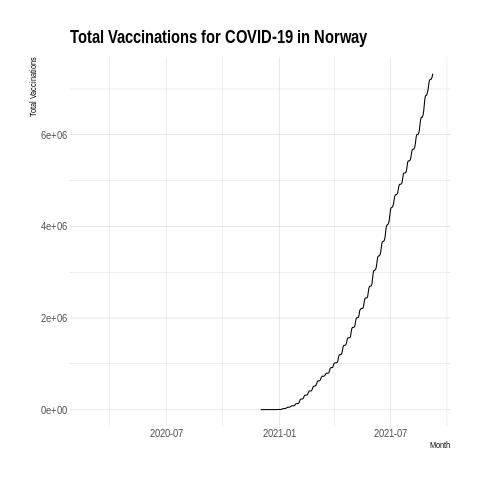 Total Vaccinations for COVID-19 in Norway
Total Vaccinations
6e+06
4e+06
2e+06
0e+00
2020-07
2021-01
2021-07
Month